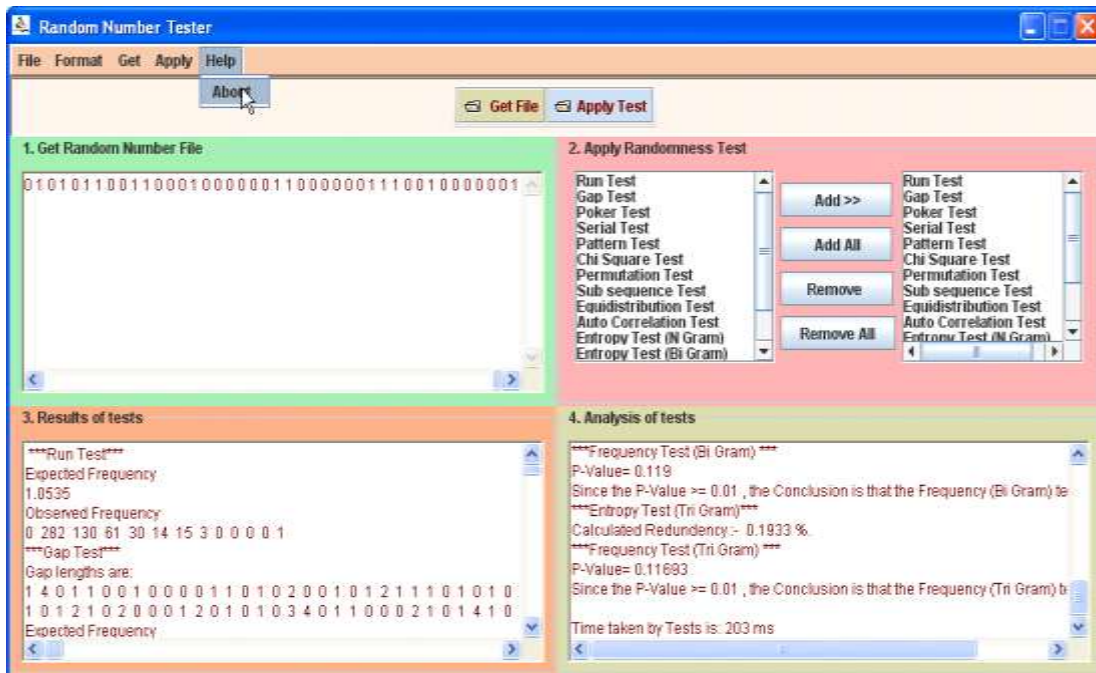 Random Number Tester
File Format Get Apply Help
About
Get File Apply Test
1. Get Random Number File
0 1 0 1 0 1 1 0 0 1 1 0 0 0 1 0 0 0 0 0 0 1 1 0 0 0 0 0 0 1 1 1 0 0 1 0 0 0 0 0 0 1
2. Apply Randomness Test
Run Test
Gap Test
Poker Test
Serial Test
Pattern Test
Chi Square Test
Permutation Test
Sub sequence Test
Equidistribution Test
Auto Correlation Test
Entropy Test (N Gram)
Entropy Test (Bi Gram)
Add >>
Add All
Remove
Remove All
Run Test
Gap Test
Poker Test
Serial Test
Pattern Test
Chi Square Test
Permutation Test
Sub sequence Test
Equidistribution Test
Auto Correlation Test
Entropy Test (N Gram)
3. Results of tests
***Run Test***
Expected Frequency
1.0535
Observed Frequency
0 282 130 61 30 14 15 3 0 0 0 0 1
***Gap Test***
Gap lengths are:
1 4 0 1 1 0 0 1 0 0 0 0 1 1 0 1 0 2 0 0 1 0 1 2 1 1 1 0 1 0 1 0
1 0 1 2 1 0 2 0 0 0 1 2 0 1 0 1 0 3 4 0 1 1 0 0 0 2 1 0 1 4 1 0
Expected Frequency
4. Analysis of tests
***Frequency Test (Bi Gram) ***
P-Value= 0.119
Since the P-Value >= 0.01 , the Conclusion is that the Frequency (Bi Gram) te
***Entropy Test (Tri Gram)***
Calculated Redundency:- 0.1933 %.
***Frequency Test (Tri Gram) ***
P-Value= 0.11693
Since the P-Value >= 0.01 , the Conclusion is that the Frequency (Tri Gram) t
Time taken by Tests is: 203 ms